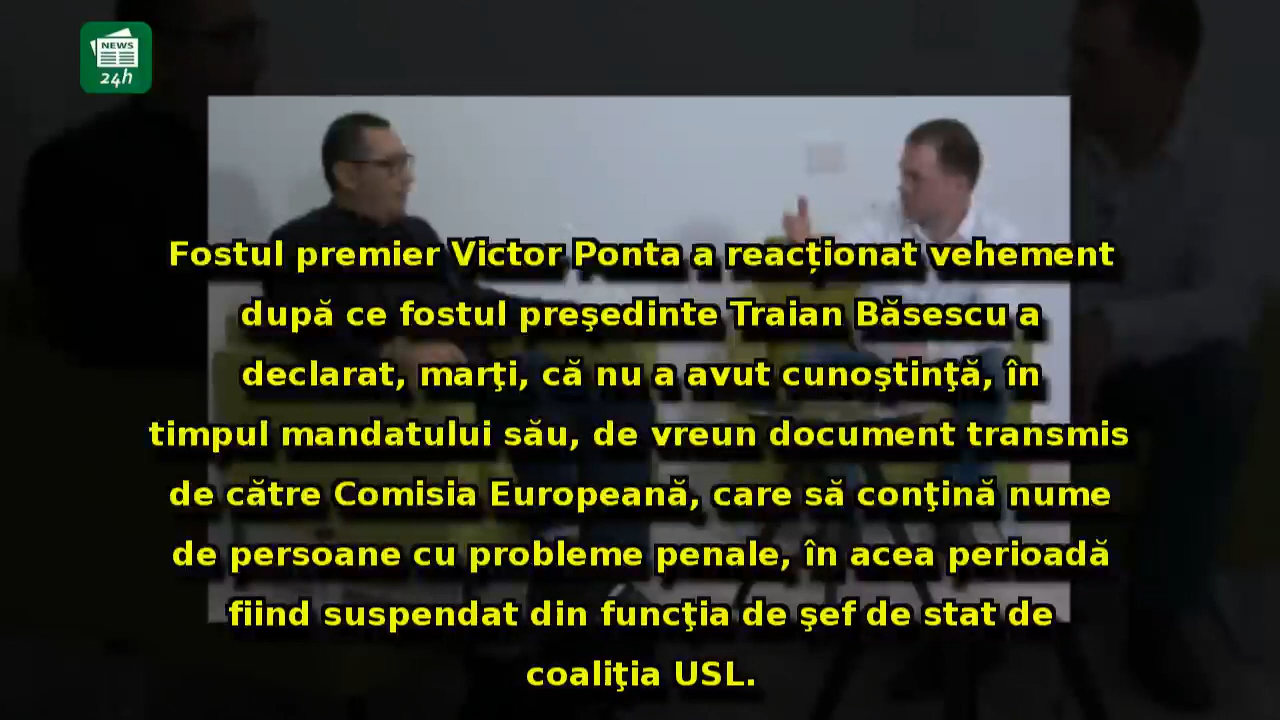 NEWS
24h
Fostul premier Victor Ponta a reacționat vehement
după ce fostul preşedinte Traian Băsescu a
declarat, marţi, că nu a avut cunoştinţă, în
timpul mandatului său, de vreun document transmis
de către Comisia Europeană, care să conţină nume
de persoane cu probleme penale, în acea perioadă
fiind suspendat din funcţia de şef de stat de
coaliţia USL.